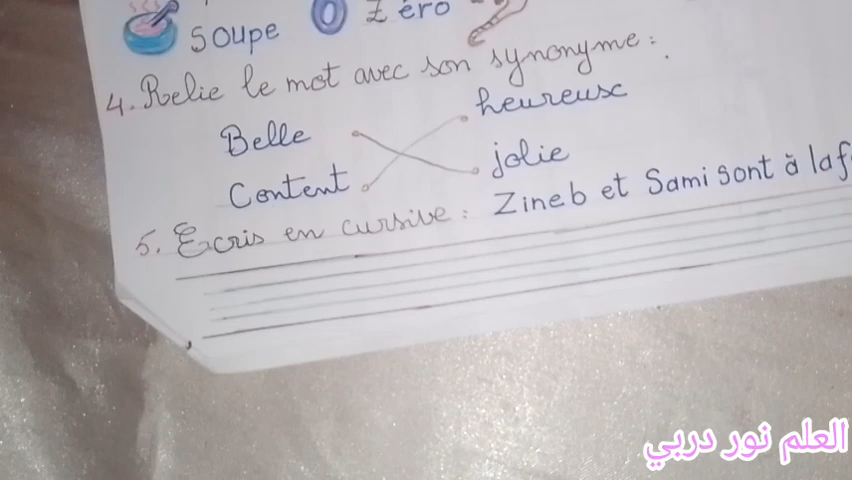 soupe
0 Zéro
4. Relie le mot avec son synonyme :
Belle heureuse
Content jolie
5. Ecris en cursive : Zineb et Sami sont à la
العلم نور دربي